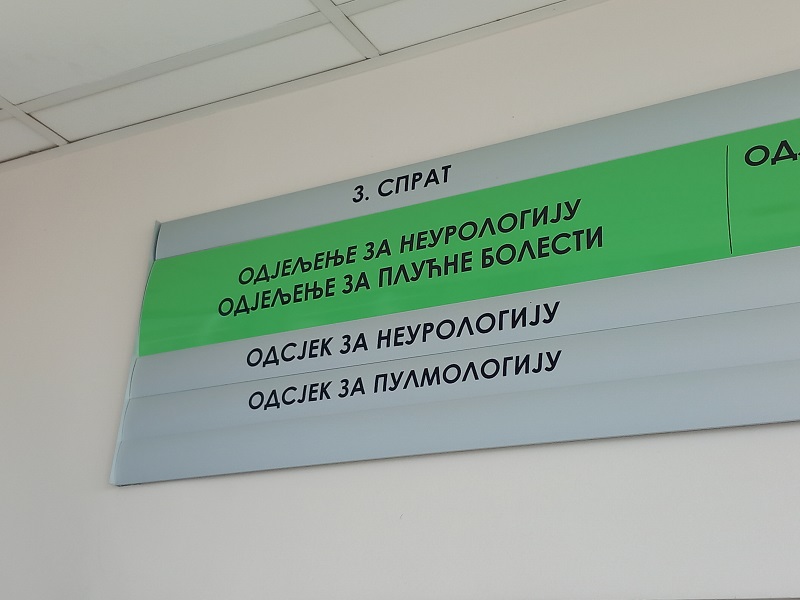 3. СПРАТ
ОДЈЕЉЕЊЕ ЗА НЕУРОЛОГИЈУ
ОДЈЕЉЕЊЕ ЗА ПЛУЋНЕ БОЛЕСТИ
ОДСЈЕК ЗА НЕУРОЛОГИЈУ
ОДСЈЕК ЗА ПУЛМОЛОГИЈУ